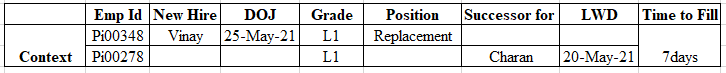 Emp Id New Hire DOJ Grade Position Successor for LWD Time to Fill
Pi00348 Vinay 25-May-21 L1 Replacement
Context Pi00278 L1 Charan 20-May-21 7days